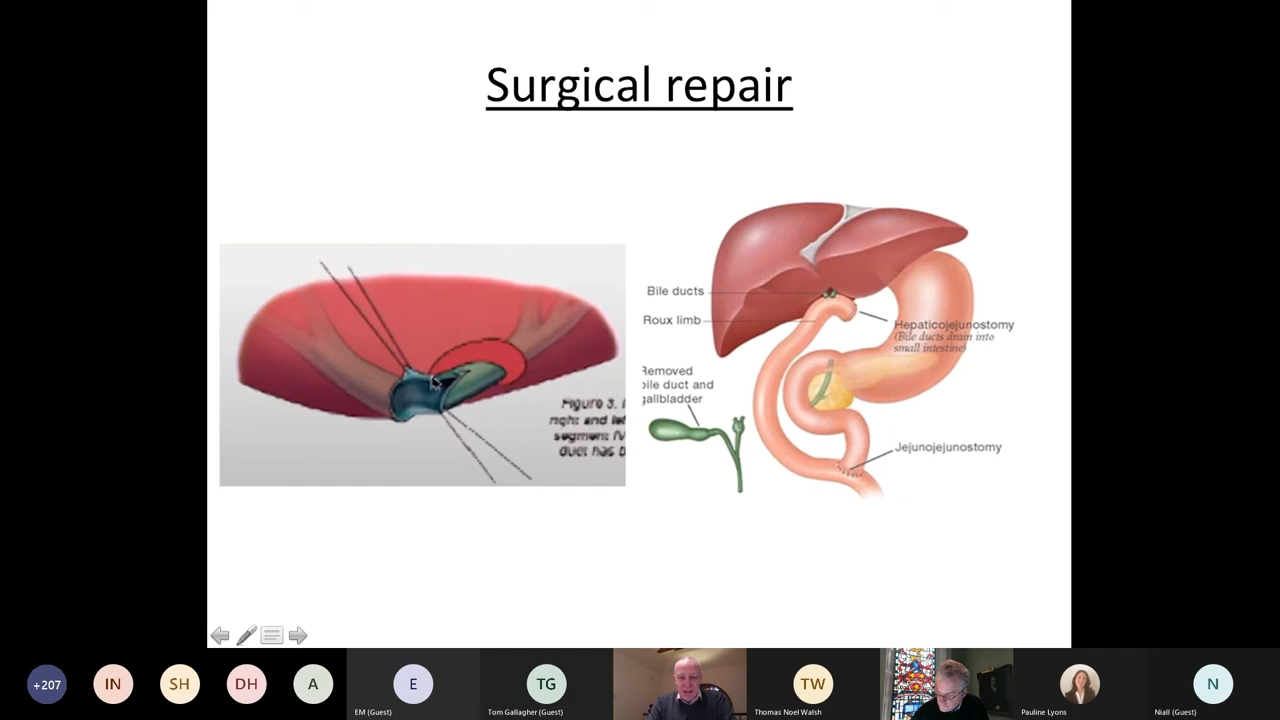 Surgical repair
Figure 3.
right and
segment IV
duct has
Bile ducts
Roux limb
Hepaticojejunostomy
(Bile ducts drain into
small intestine)
Removed
bile duct and
gallbladder
Jejunojejunostomy
+207
IN
SH
DH
A
E
EM (Guest)
TG
Tom Gallagher (Guest)
TW
Thomas Noel Walsh
Pauline Lyons
N
Niall (Guest)